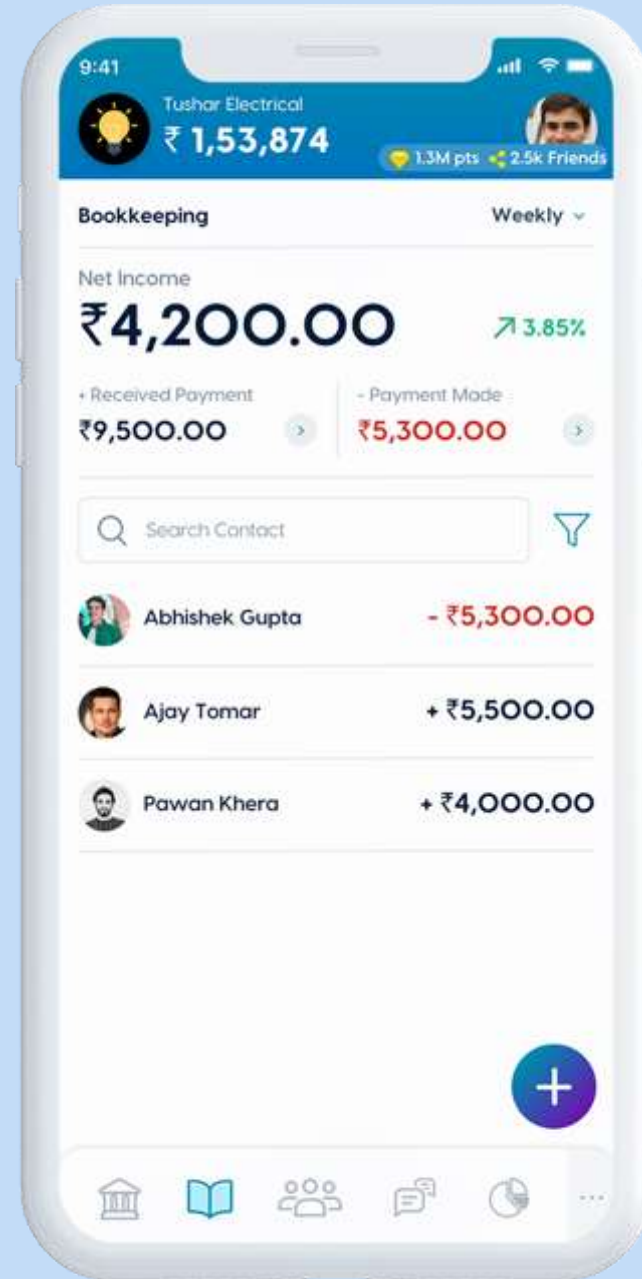 9:41
Tushar Electrical
₹ 1,53,874
1.3M pts 2.5k Friends
Bookkeeping Weekly
Net Income
₹4,200.00 3.85%
+ Received Payment - Payment Made
₹9,500.00 ₹5,300.00
Search Contact
Abhishek Gupta - ₹5,300.00
Ajay Tomar + ₹5,500.00
Pawan Khera + ₹4,000.00